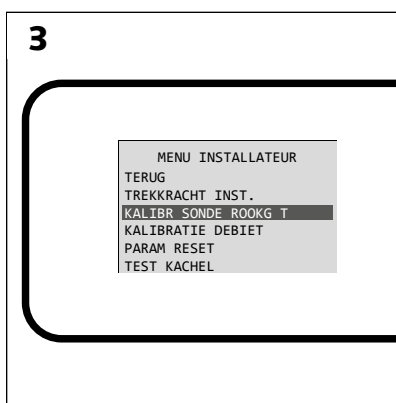 3
MENU INSTALLATEUR
TERUG
TREKKRACHT INST.
KALIBR SONDE ROOKG T
KALIBRATIE DEBIET
PARAM RESET
TEST KACHEL